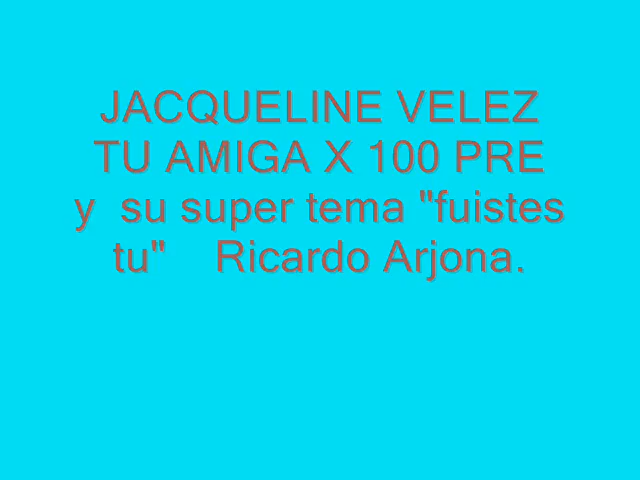 JACQUELINE VELEZ
TU AMIGA X 100 PRE
y su super tema "fuistes
tu" Ricardo Arjona.